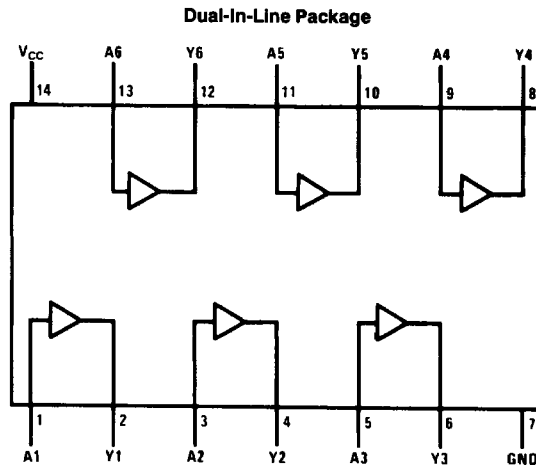 Dual-In-Line Package
VCC A6 Y6 A5 Y5 A4 Y4
14 13 12 11 10 9 8
1 2 3 4 5 6 7
A1 Y1 A2 Y2 A3 Y3 GND